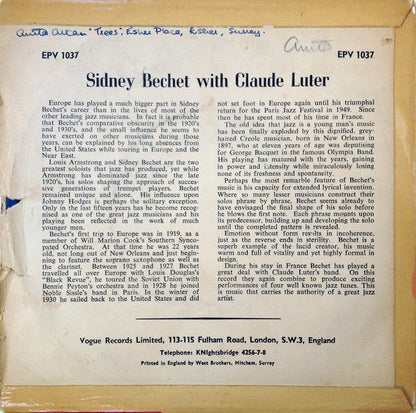 Anita Arcari "Trees", Esher Place, Esher, Surrey.
Anita
EPV 1037
EPV 1037
Sidney Bechet with Claude Luter
Europe has played a much bigger part in Sidney
Bechet's career than in the lives of most of the
other leading jazz musicians. In fact it is probable
that Bechet's comparative obscurity in the 1920's
and 1930's, and the small influence he seems to
have exerted on other musicians during those
years, can be explained by his long absences from
the United States while touring in Europe and the
Near East.
Louis Armstrong and Sidney Bechet are the two
greatest soloists that jazz has produced, yet while
Armstrong has dominated jazz since the late
1920's, his solos shaping the approach of succes-
sive generations of trumpet players, Bechet
remained unique and alone. His influence upon
Johnny Hodges is perhaps the solitary exception.
Only in the last fifteen years has he become recog-
nised as one of the great jazz musicians and his
playing been reflected in the work of much
younger men.
Bechet's first trip to Europe was in 1919, as a
member of Will Marion Cook's Southern Synco-
pated Orchestra. At that time he was 22 years
old, not long out of New Orleans and just beginn-
ing to feature the soprano saxophone as well as
the clarinet. Between 1925 and 1927 Bechet
travelled all over Europe with Louis Douglas's
"Black Revue", he toured the Soviet Union with
Bennie Peyton's orchestra and in 1928 he joined
Noble Sissle's band in Paris. In the winter of
1930 he sailed back to the United States and did
not set foot in Europe again until his triumphal
return for the Paris Jazz Festival in 1949. Since
then he has spent most of his time in France.
The old idea that jazz is a young man's music
has been finally exploded by this dignified, grey-
haired Creole musician, born in New Orleans in
1897, who at eleven years of age was deputising
for George Bacquet in the famous Olympia Band.
His playing has matured with the years, gaining
in power and intensity while miraculously losing
none of its freshness and spontaneity.
Perhaps the most remarkable feature of Bechet's
music is his capacity for extended lyrical invention.
Where so many lesser musicians construct their
solos phrase by phrase, Bechet seems already to
have envisaged the final shape of his solo before
he blows the first note. Each phrase mounts upon
its predecessor, building up and developing the solo
until the completed pattern is revealed.
Emotion without form results in incoherence,
just as the reverse ends in sterility. Bechet is a
superb example of the lucid creator, his music
warm and full of vitality and yet highly formal in
design.
During his stay in France Bechet has played a
great deal with Claude Luter's band. On this
record they again combine to produce exciting
performances of four well known jazz tunes. This
is music that carries the authority of a great jazz
artist.
Vogue Records Limited, 113-115 Fulham Road, London, S.W.3, England
Telephone: KNIghtsbridge 4256-7-8
Printed in England by West Brothers, Mitcham, Surrey